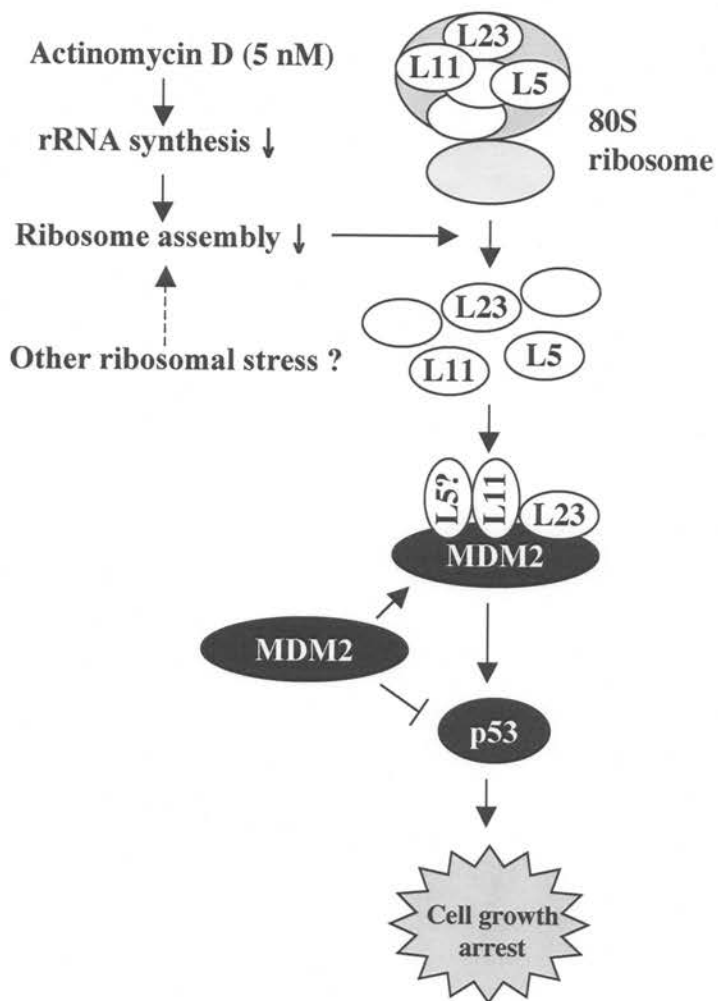 Actinomycin D (5 nM)
rRNA synthesis ↓
Ribosome assembly ↓
Other ribosomal stress ?
L23
L11
L5
80S
ribosome
L23
L11
L5
L5?
L11
L23
MDM2
MDM2
p53
Cell growth
arrest